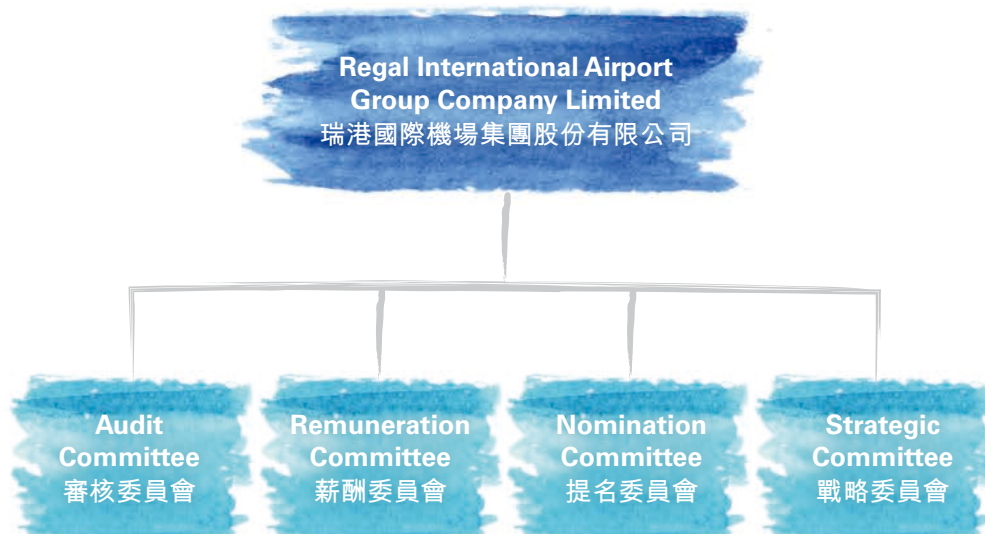 Regal International Airport
Group Company Limited
瑞港國際機場集團股份有限公司
Audit
Committee
審核委員會
Remuneration
Committee
薪酬委員會
Nomination
Committee
提名委員會
Strategic
Committee
戰略委員會